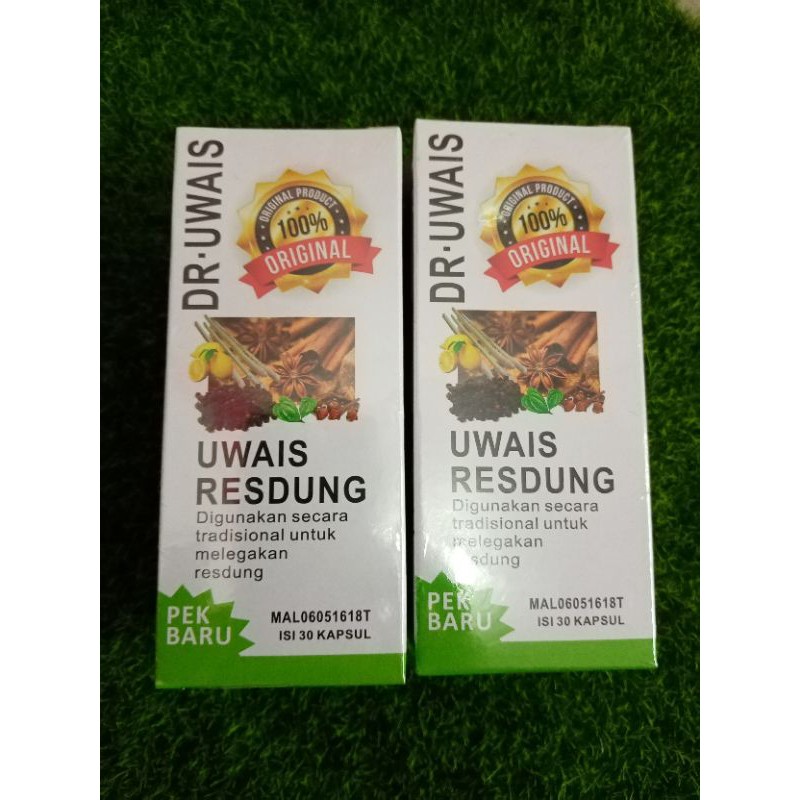 DR·UWAIS
ORIGINAL PRODUCT
100%
ORIGINAL
UWAIS
RESDUNG
Digunakan secara
tradisional untuk
melegakan
resdung
PEK
BARU
MAL06051618T
ISI 30 KAPSUL
DR·UWAIS
ORIGINAL PRODUCT
100%
ORIGINAL
UWAIS
RESDUNG
Digunakan secara
tradisional untuk
melegakan
resdung
PEK
BARU
MAL06051618T
ISI 30 KAPSUL